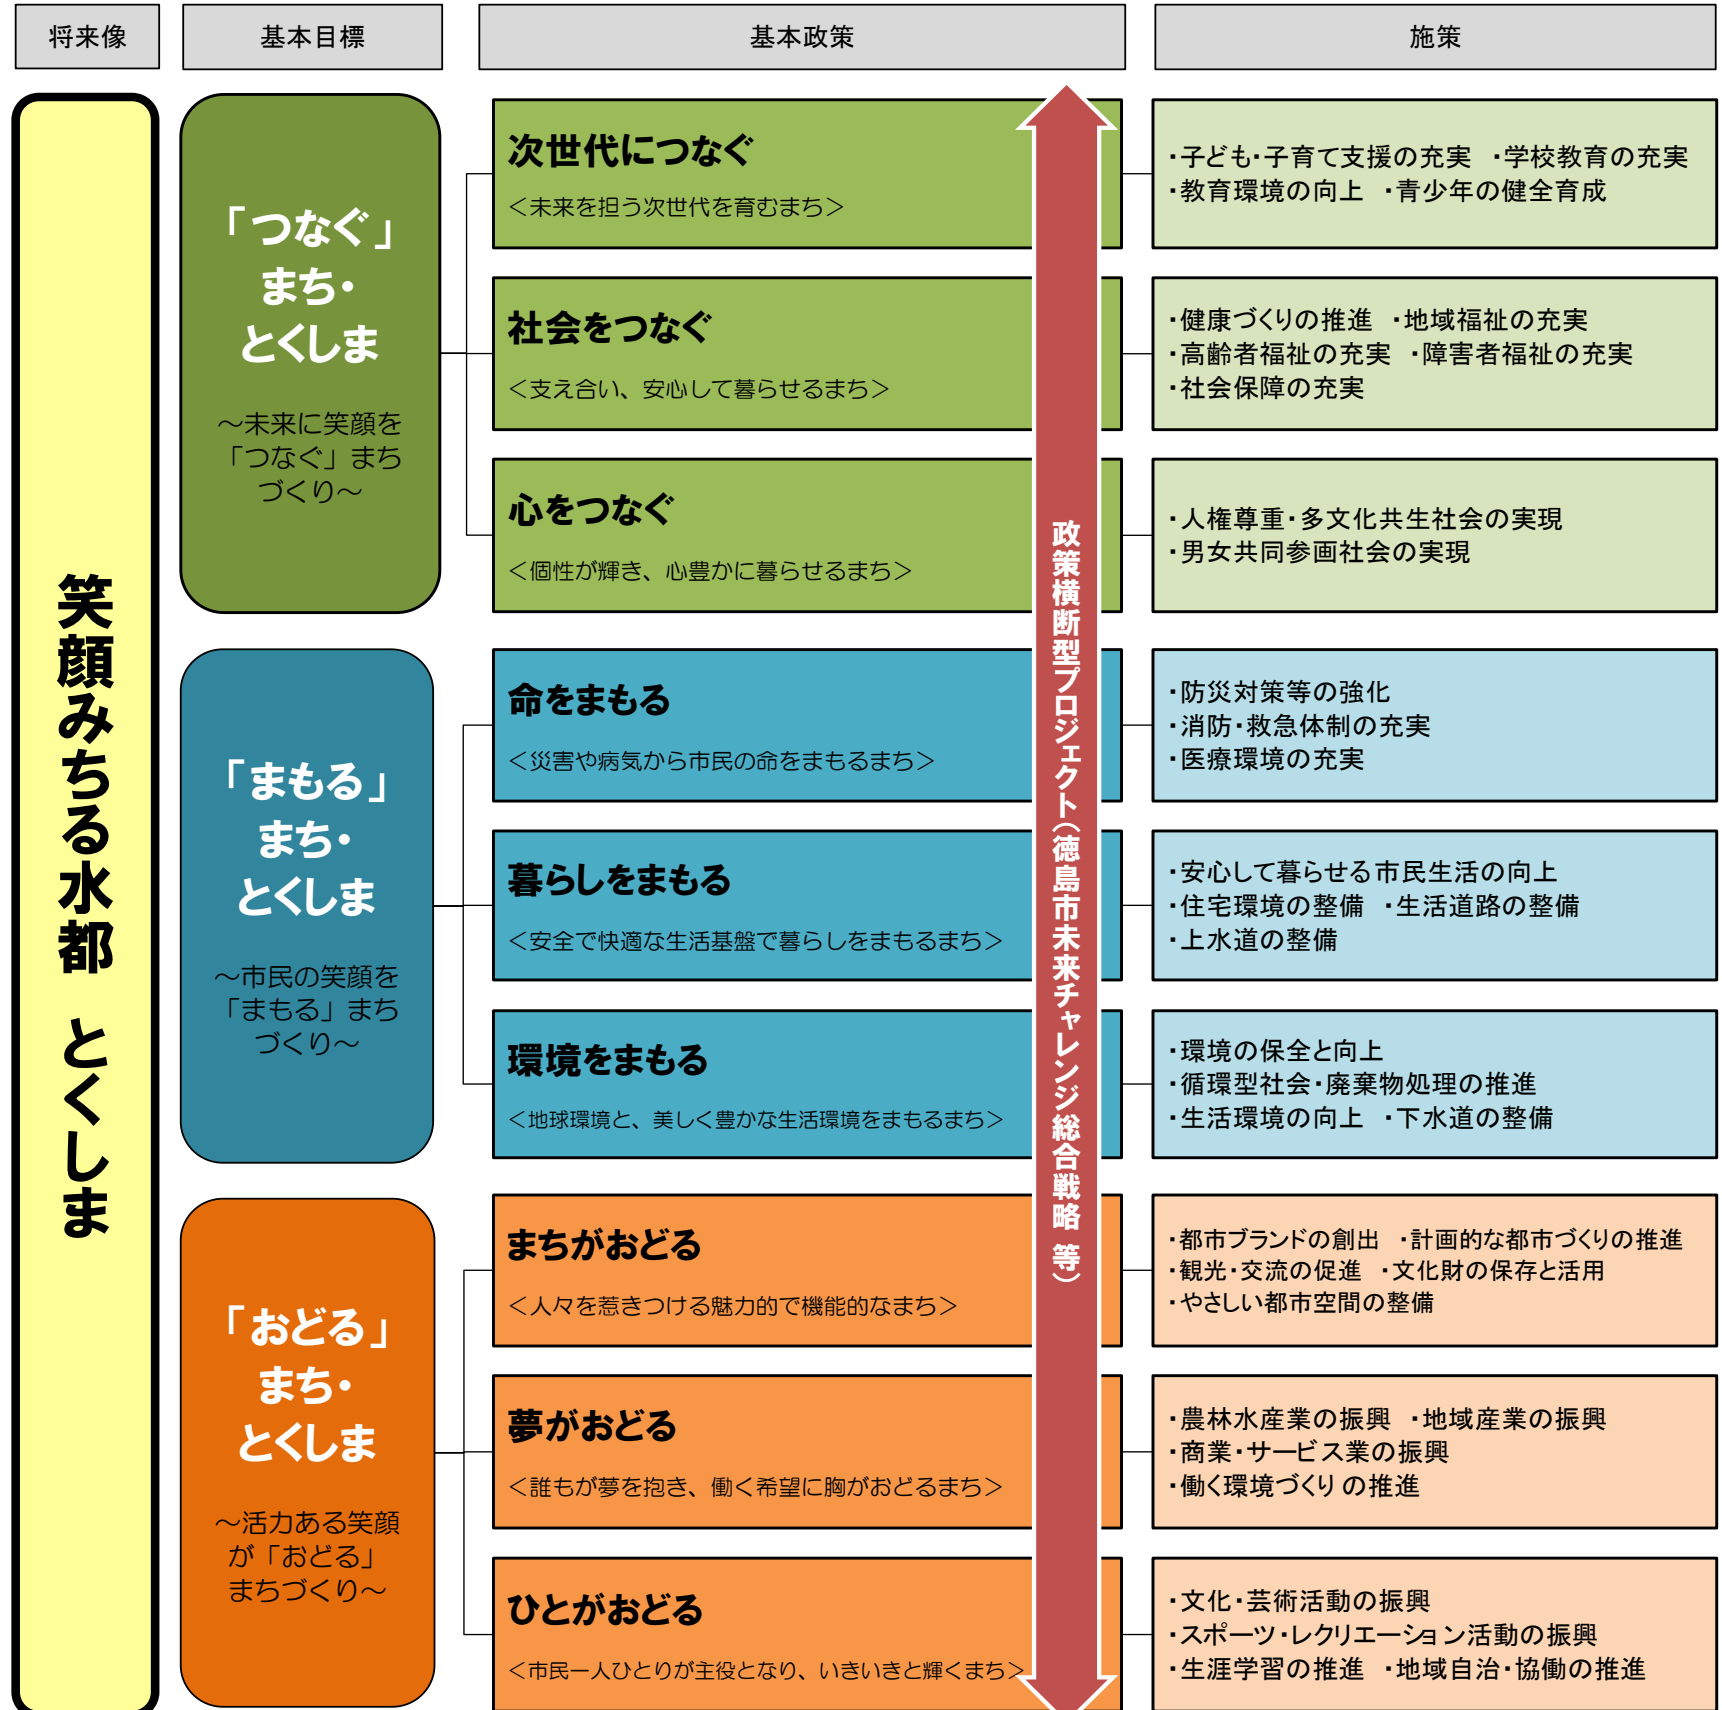 将来像
基本目標
基本政策
施策
笑顔みちる水都　とくしま
「つなぐ」
まち・
とくしま
～未来に笑顔を
「つなぐ」まち
づくり～
次世代につなぐ
＜未来を担う次世代を育むまち＞
・子ども・子育て支援の充実　・学校教育の充実
・教育環境の向上　・青少年の健全育成
社会をつなぐ
＜支え合い、安心して暮らせるまち＞
・健康づくりの推進　・地域福祉の充実
・高齢者福祉の充実　・障害者福祉の充実
・社会保障の充実
心をつなぐ
＜個性が輝き、心豊かに暮らせるまち＞
・人権尊重・多文化共生社会の実現
・男女共同参画社会の実現
「まもる」
まち・
とくしま
～市民の笑顔を
「まもる」まち
づくり～
命をまもる
＜災害や病気から市民の命をまもるまち＞
・防災対策等の強化
・消防・救急体制の充実
・医療環境の充実
暮らしをまもる
＜安全で快適な生活基盤で暮らしをまもるまち＞
・安心して暮らせる市民生活の向上
・住宅環境の整備　・生活道路の整備
・上水道の整備
環境をまもる
＜地球環境と、美しく豊かな生活環境をまもるまち＞
・環境の保全と向上
・循環型社会・廃棄物処理の推進
・生活環境の向上　・下水道の整備
「おどる」
まち・
とくしま
～活力ある笑顔
が「おどる」
まちづくり～
まちがおどる
＜人々を惹きつける魅力的で機能的なまち＞
・都市ブランドの創出　・計画的な都市づくりの推進
・観光・交流の促進　・文化財の保存と活用
・やさしい都市空間の整備
夢がおどる
＜誰もが夢を抱き、働く希望に胸がおどるまち＞
・農林水産業の振興　・地域産業の振興
・商業・サービス業の振興
・働く環境づくりの推進
ひとがおどる
＜市民一人ひとりが主役となり、いきいきと輝くまち＞
・文化・芸術活動の振興
・スポーツ・レクリエーション活動の振興
・生涯学習の推進　・地域自治・協働の推進
政策横断型プロジェクト（徳島市未来チャレンジ総合戦略 等）